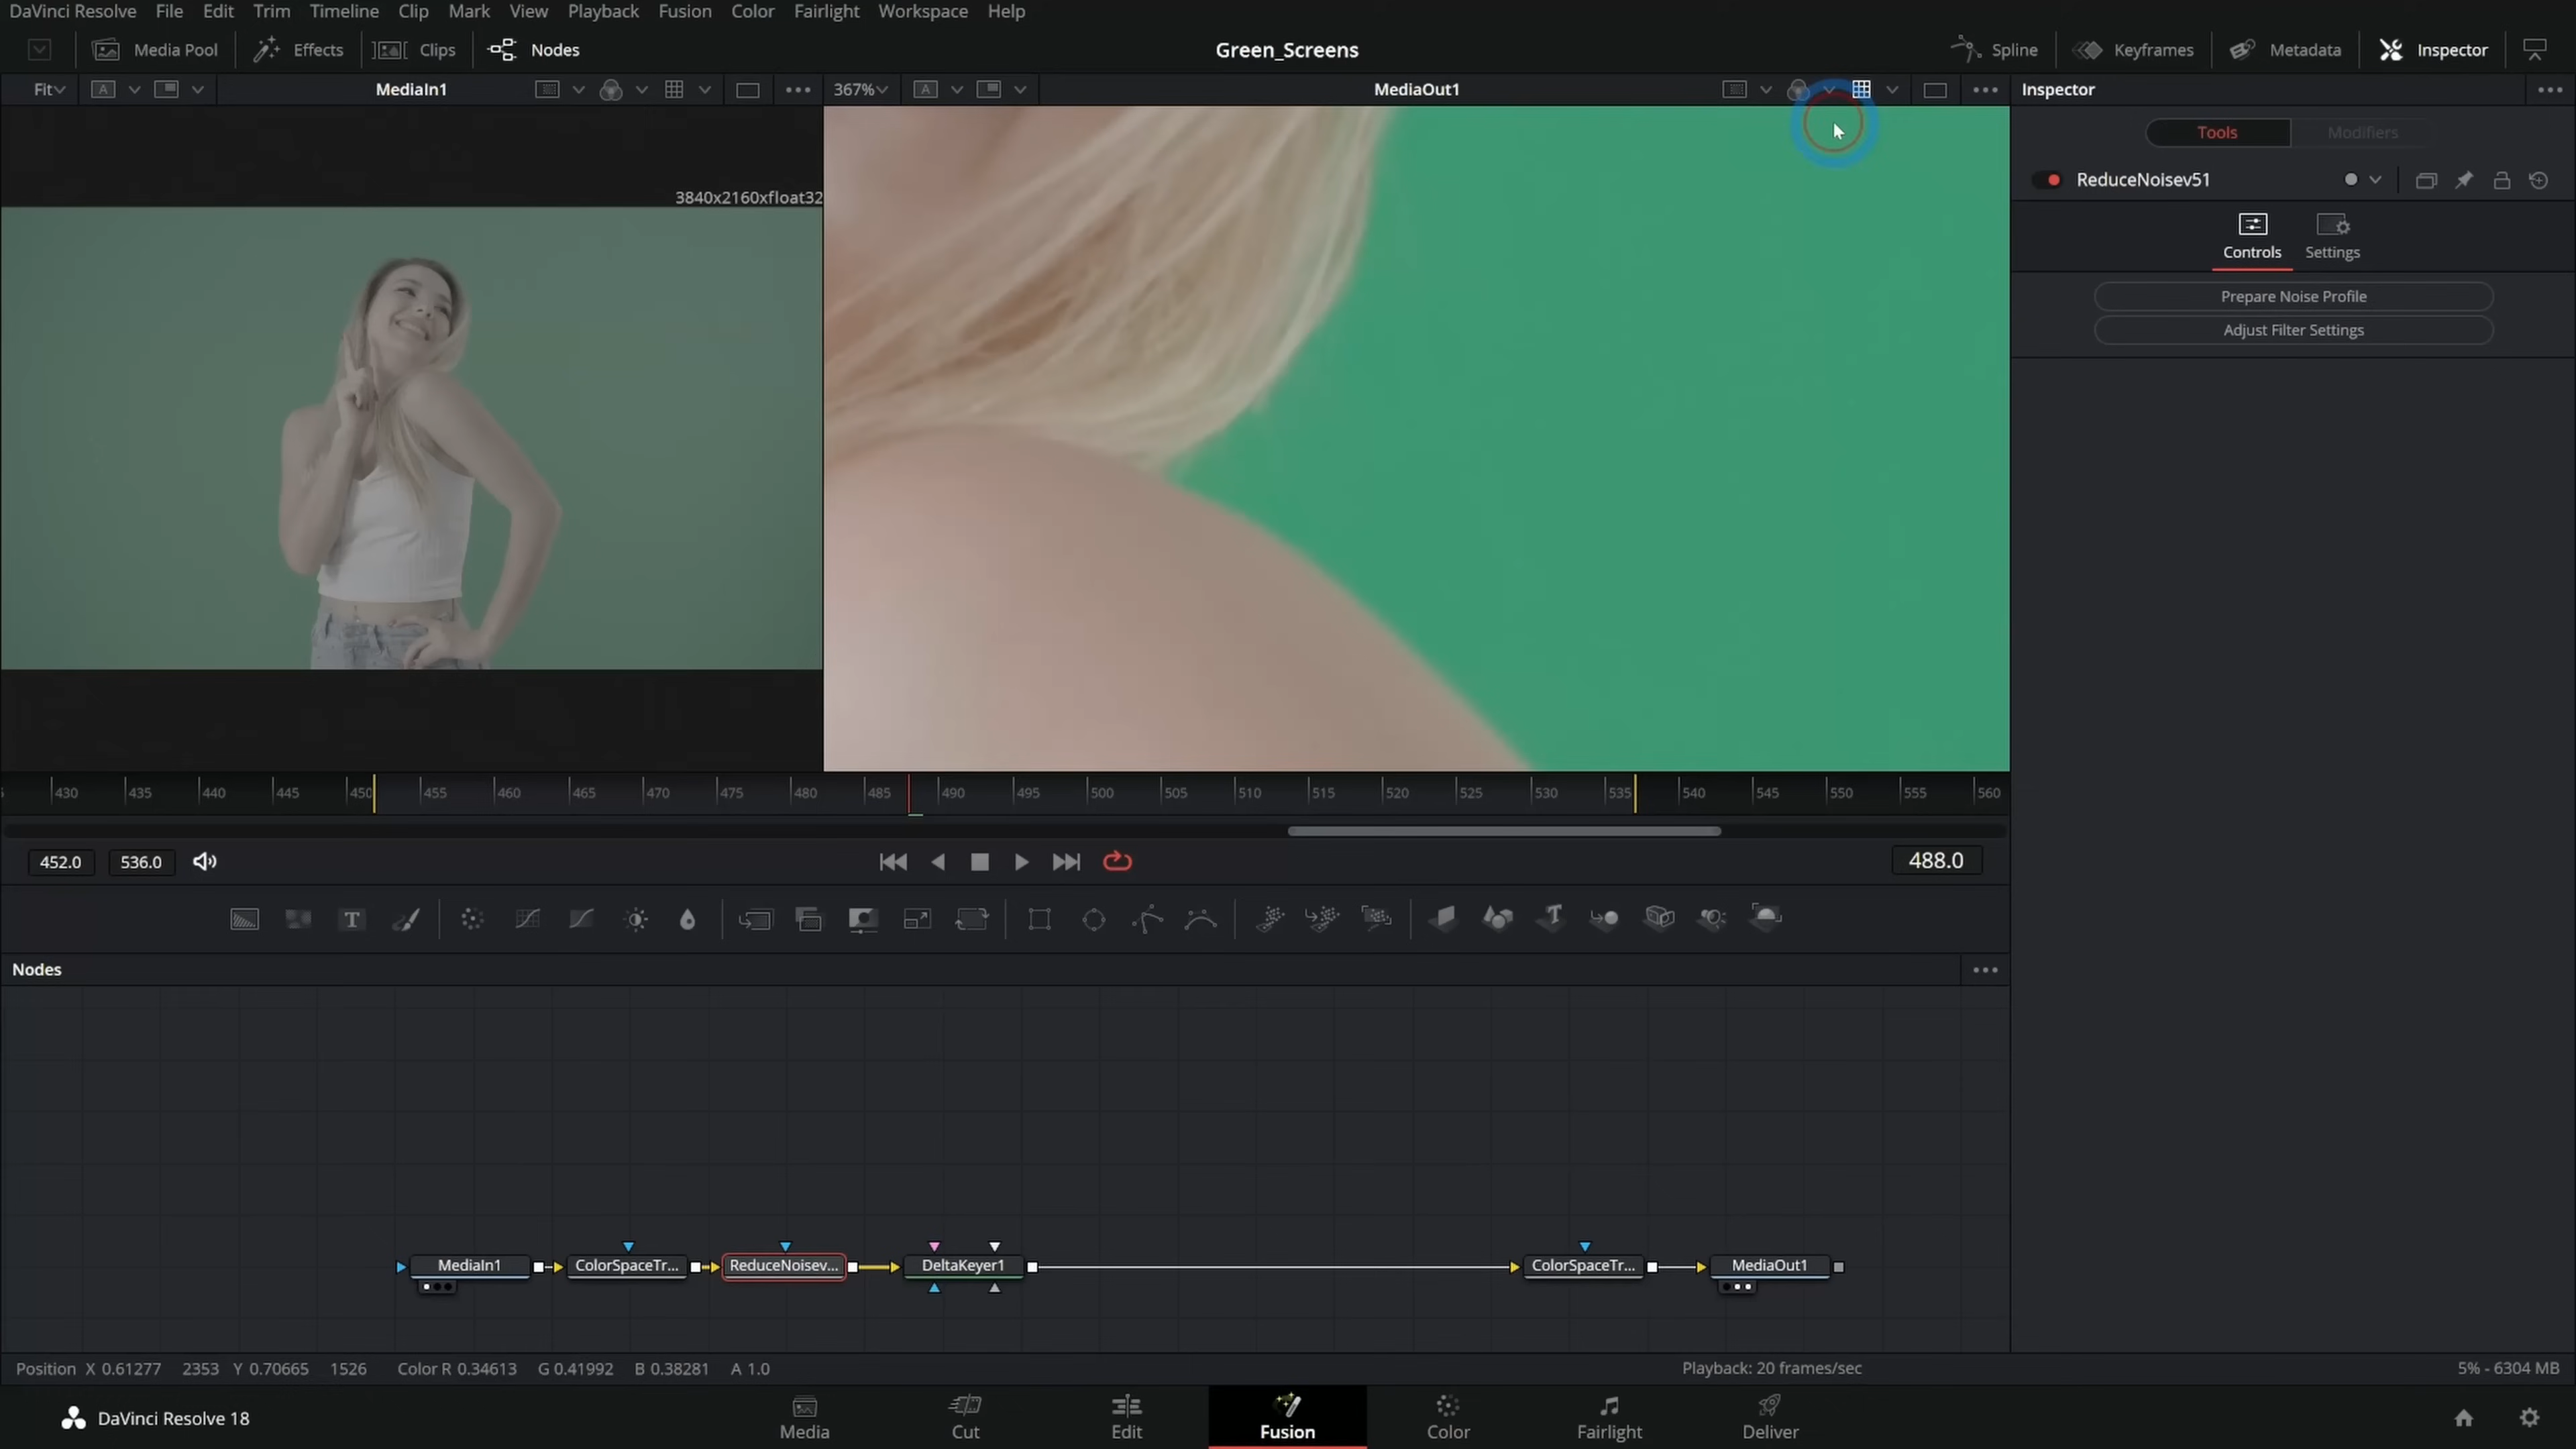 DaVinci Resolve File Edit Trim Timeline Clip Mark View Playback Fusion Color Fairlight Workspace Help
Media Pool Effects Clips Nodes Green_Screens Spline Keyframes Metadata Inspector
Fit A MediaIn1 367% A MediaOut1 Inspector
Tools Modifiers
3840x2160xfloat32
ReduceNoisev51
Controls Settings
Prepare Noise Profile
Adjust Filter Settings
430 435 440 445 450 455 460 465 470 475 480 485 490 495 500 505 510 515 520 525 530 535 540 545 550 555 560
452.0 536.0 488.0
T T
Nodes
MediaIn1 ColorSpaceTr... ReduceNoisev... DeltaKeyer1 ColorSpaceTr... MediaOut1
Position X 0.61277 2353 Y 0.70665 1526 Color R 0.34613 G 0.41992 B 0.38281 A 1.0 Playback: 20 frames/sec 5% - 6304 MB
DaVinci Resolve 18 Media Cut Edit Fusion Color Fairlight Deliver